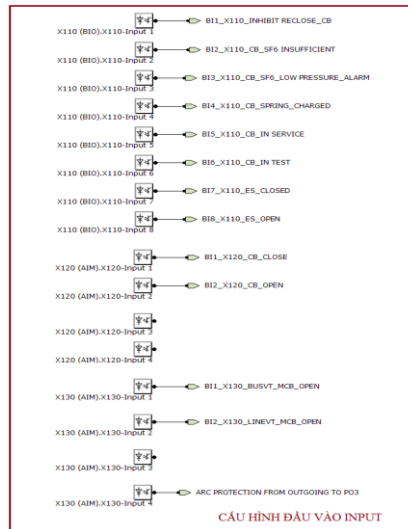 BI1_X110_INHIBIT RECLOSE_CB
X110 (BIO).X110-Input 1
BI2_X110_CB_SF6 INSUFFICIENT
X110 (BIO).X110-Input 2
BI3_X110_CB_SF6_LOW PRESSURE_ALARM
X110 (BIO).X110-Input 3
BI4_X110_CB_SPRING_CHARGED
X110 (BIO).X110-Input 4
BI5_X110_CB_IN SERVICE
X110 (BIO).X110-Input 5
BI6_X110_CB_IN TEST
X110 (BIO).X110-Input 6
BI7_X110_ES_CLOSED
X110 (BIO).X110-Input 7
BI8_X110_ES_OPEN
X110 (BIO).X110-Input 8
BI1_X120_CB_CLOSE
X120 (AIM).X120-Input 1
BI2_X120_CB_OPEN
X120 (AIM).X120-Input 2
X120 (AIM).X120-Input 3
X120 (AIM).X120-Input 4
BI1_X130_BUSVT_MCB_OPEN
X130 (AIM).X130-Input 1
BI2_X130_LINEVT_MCB_OPEN
X130 (AIM).X130-Input 2
X130 (AIM).X130-Input 3
ARC PROTECTION FROM OUTGOING TO PO3
X130 (AIM).X130-Input 4
CẤU HÌNH ĐẦU VÀO INPUT